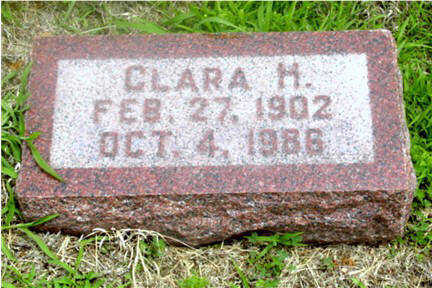 CLARA H.
FEB. 27, 1902
OCT. 4, 1986